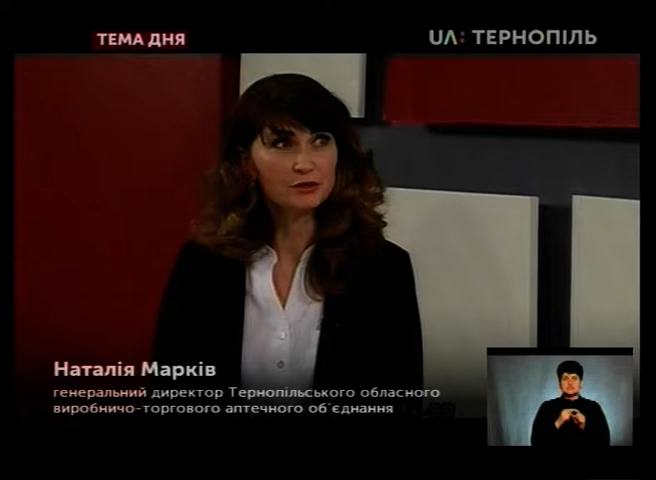 ТЕМА ДНЯ
UA: ТЕРНОПІЛЬ
Наталія Марків
генеральний директор Тернопільського обласного
виробничо-торгового аптечного об'єднання